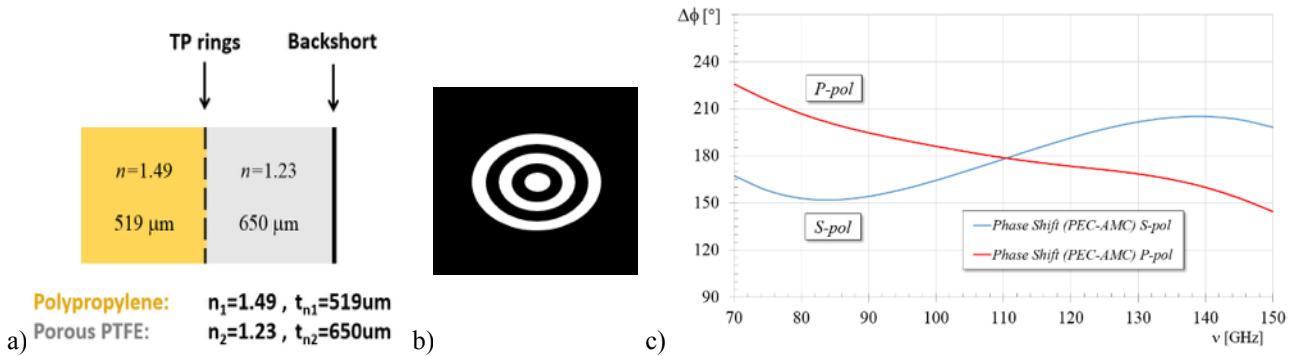 TP rings
Backshort
n=1.49
n=1.23
519 μm
650 μm
Polypropylene: n1=1.49 , tn1=519um
Porous PTFE: n2=1.23 , tn2=650um
a)
b)
c)
Δϕ [°]
240
210
180
150
120
90
P-pol
S-pol
Phase Shift (PEC-AMC) S-pol
Phase Shift (PEC-AMC) P-pol
70 80 90 100 110 120 130 140 150
ν [GHz]